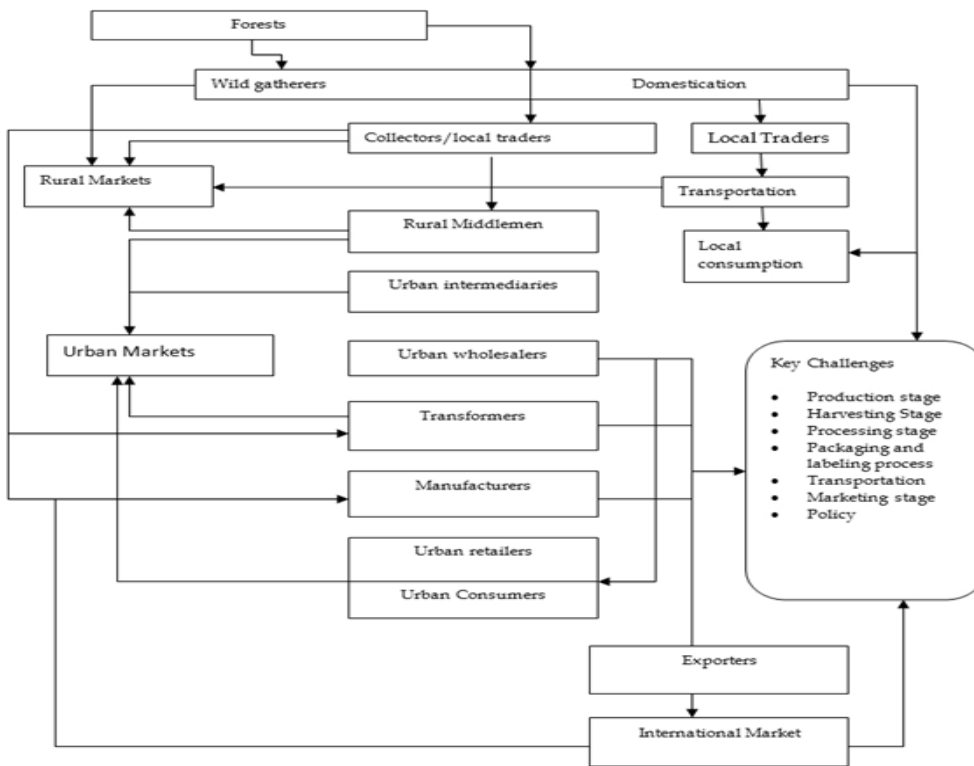 Forests
Wild gatherers
Domestication
Collectors/local traders
Local Traders
Rural Markets
Transportation
Rural Middlemen
Local
consumption
Urban intermediaries
Urban Markets
Urban wholesalers
Key Challenges
• Production stage
• Harvesting Stage
• Processing stage
• Packaging and
labeling process
• Transportation
• Marketing stage
• Policy
Transformers
Manufacturers
Urban retailers
Urban Consumers
Exporters
International Market